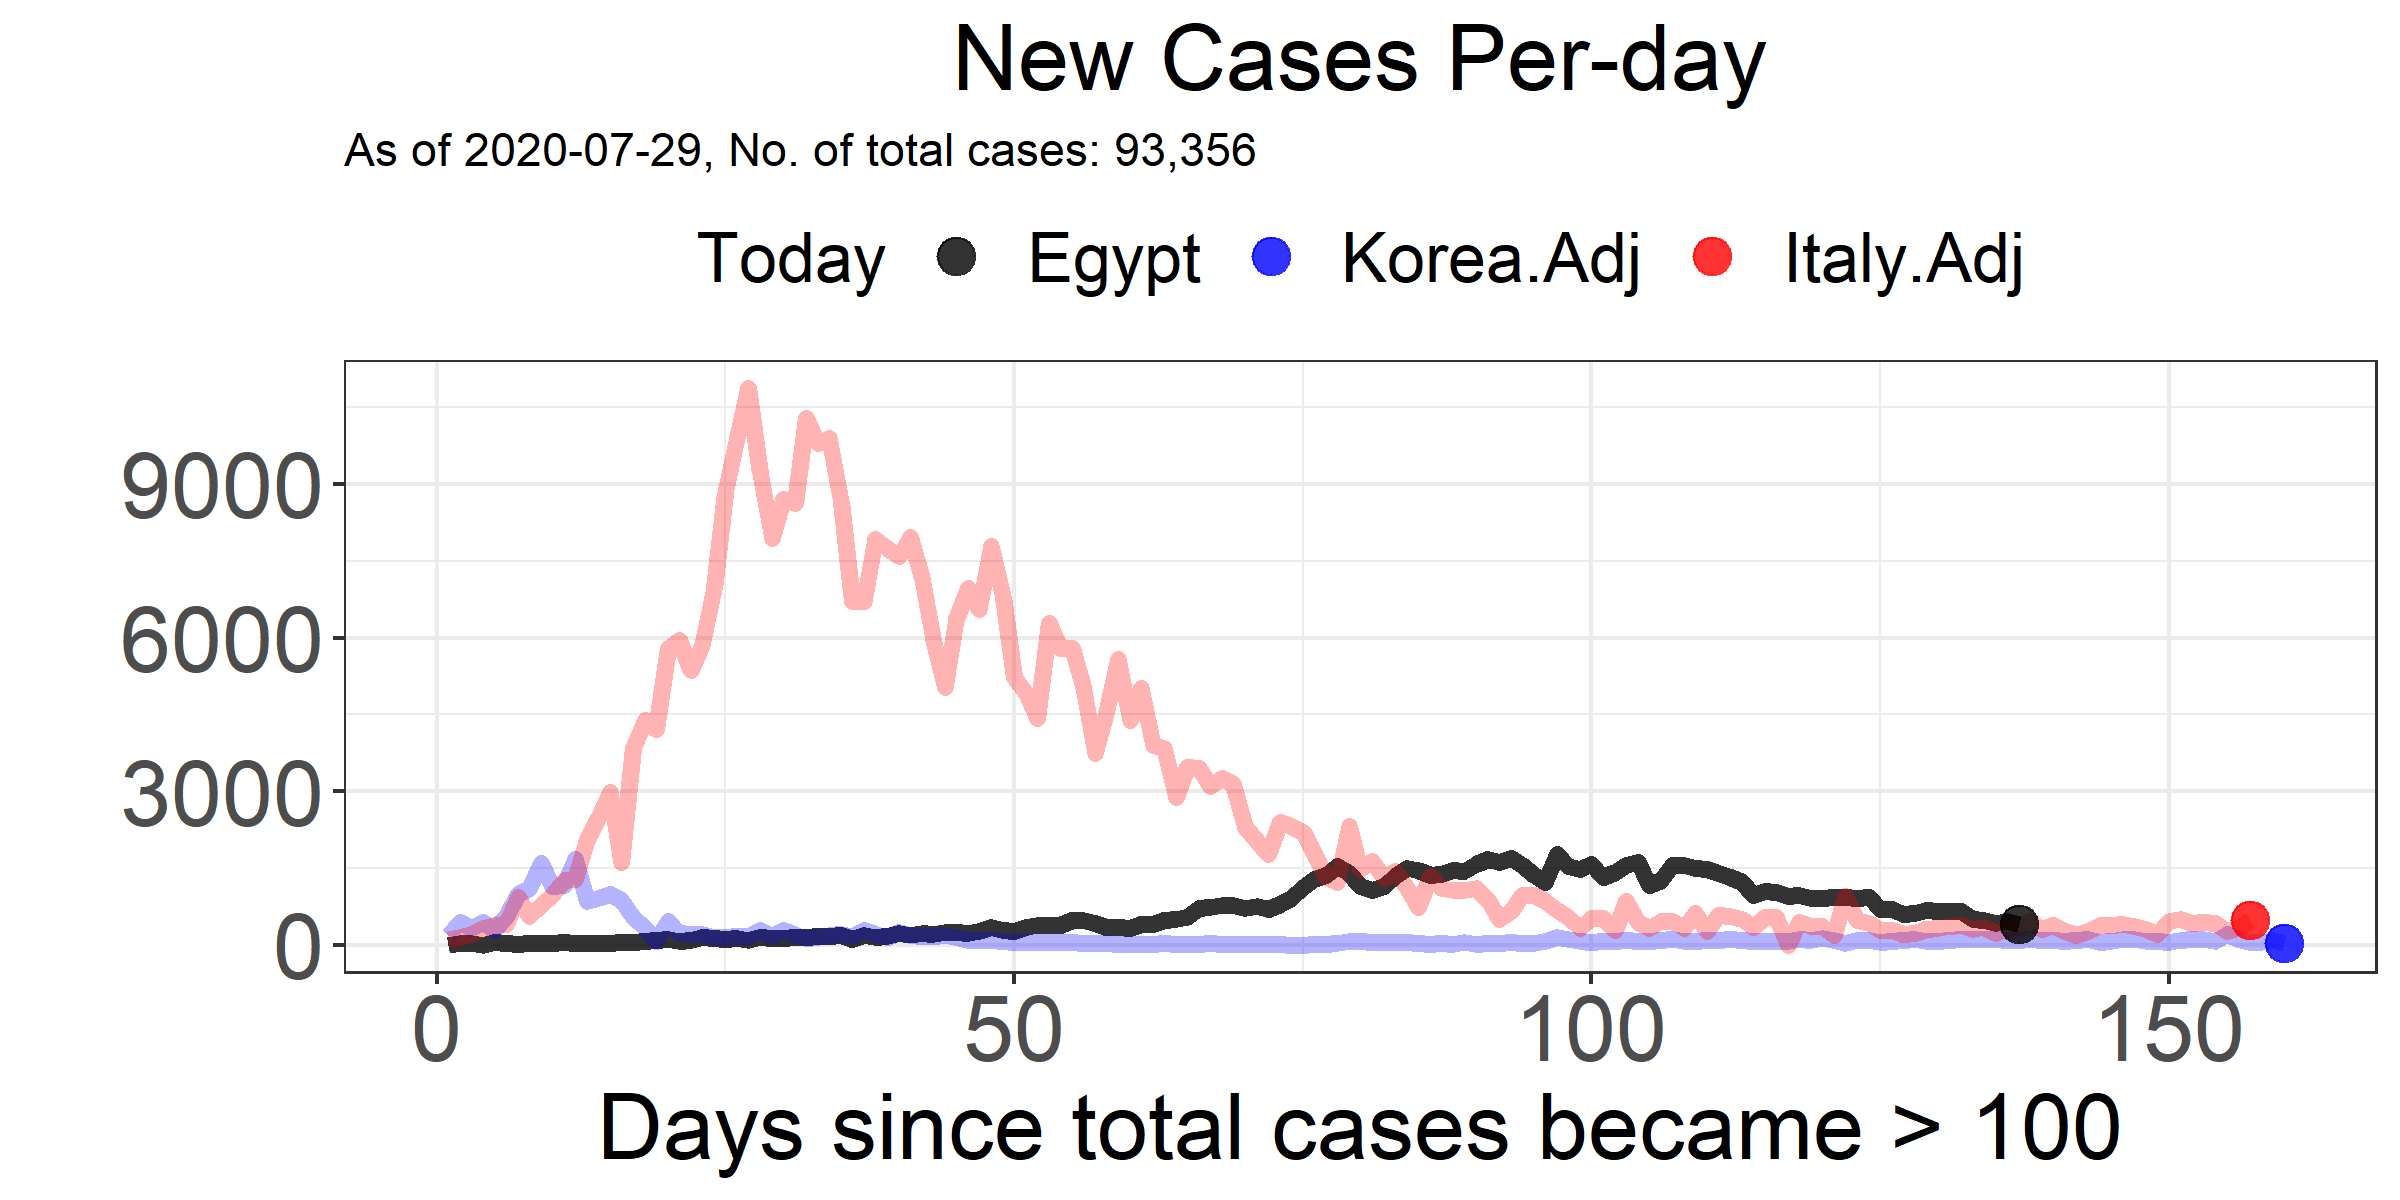 New Cases Per-day
As of 2020-07-29, No. of total cases: 93,356
Today Egypt Korea.Adj Italy.Adj
9000
6000
3000
0
0 50 100 150
Days since total cases became > 100